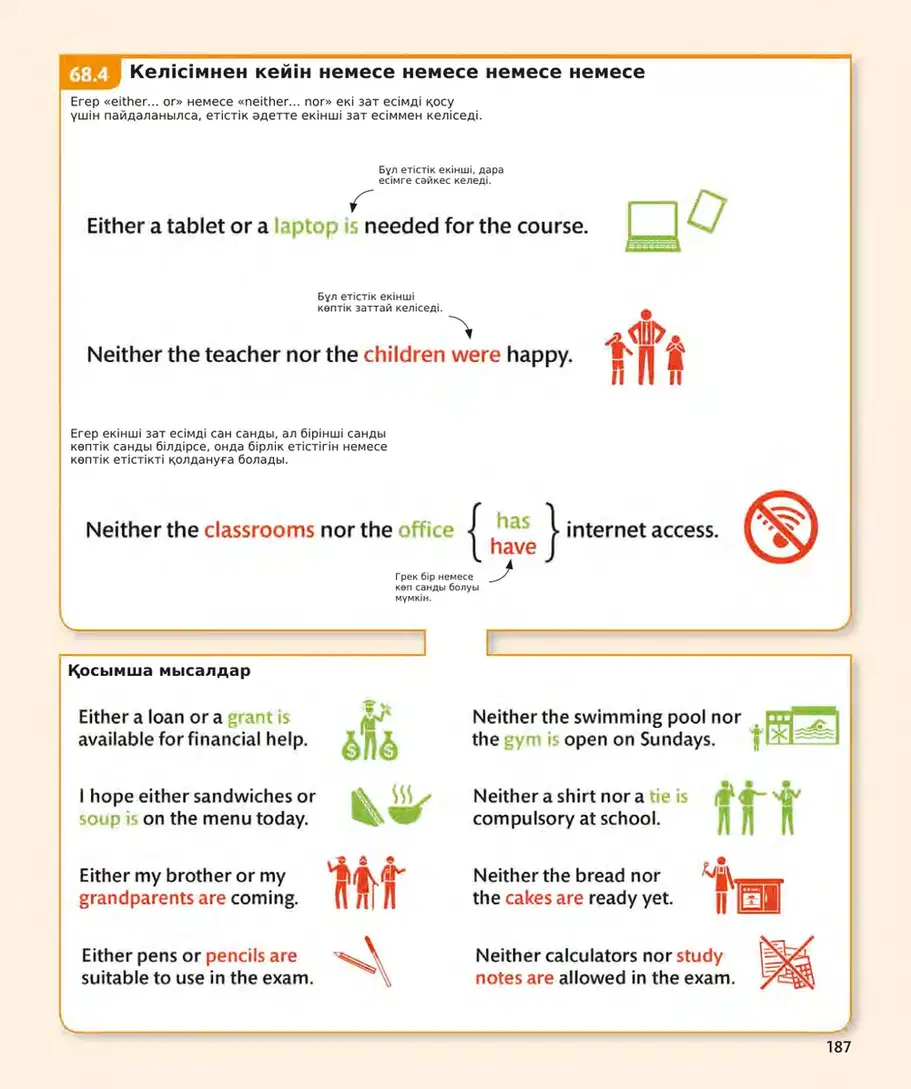 68.4 Келісімнен кейін немесе немесе немесе немесе
Егер «either... or» немесе «neither... nor» екі зат есімді қосу
үшін пайдаланылса, етістік әдетте екінші зат есіммен келіседі.
Бұл етістік екінші, дара
есімге сәйкес келеді.
Either a tablet or a laptop is needed for the course.
Бұл етістік екінші
көптік заттай келіседі.
Neither the teacher nor the children were happy.
Егер екінші зат есімді сан санды, ал бірінші санды
көптік санды білдірсе, онда бірлік етістігін немесе
көптік етістікті қолдануға болады.
Neither the classrooms nor the office { has have } internet access.
Грек бір немесе
көп санды болуы
мүмкін.
Қосымша мысалдар
Either a loan or a grant is
available for financial help.
I hope either sandwiches or
soup is on the menu today.
Either my brother or my
grandparents are coming.
Either pens or pencils are
suitable to use in the exam.
Neither the swimming pool nor
the gym is open on Sundays.
Neither a shirt nor a tie is
compulsory at school.
Neither the bread nor
the cakes are ready yet.
Neither calculators nor study
notes are allowed in the exam.
187